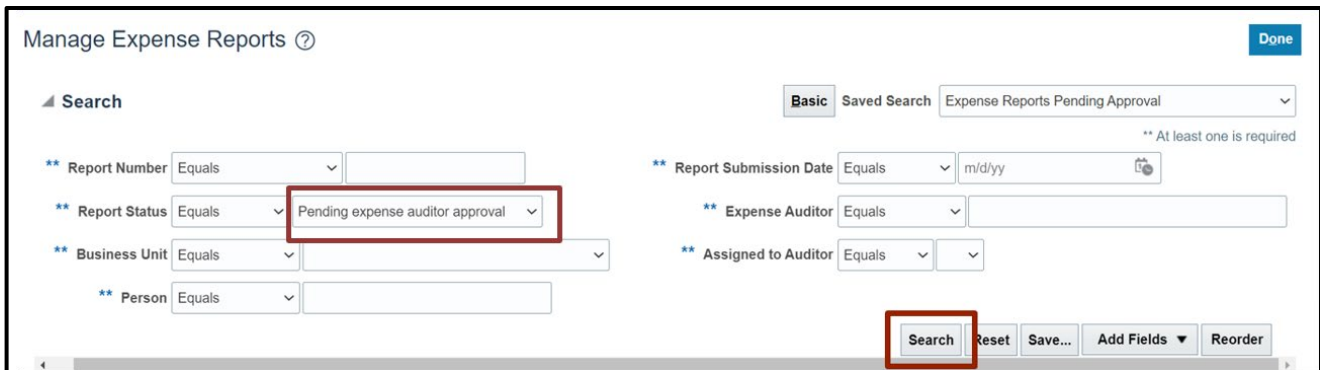 Manage Expense Reports ?
Done
Search
Basic Saved Search Expense Reports Pending Approval
** At least one is required
** Report Number Equals
** Report Submission Date Equals m/d/yy
** Report Status Equals Pending expense auditor approval
** Expense Auditor Equals
** Business Unit Equals
** Assigned to Auditor Equals
** Person Equals
Search Reset Save... Add Fields Reorder